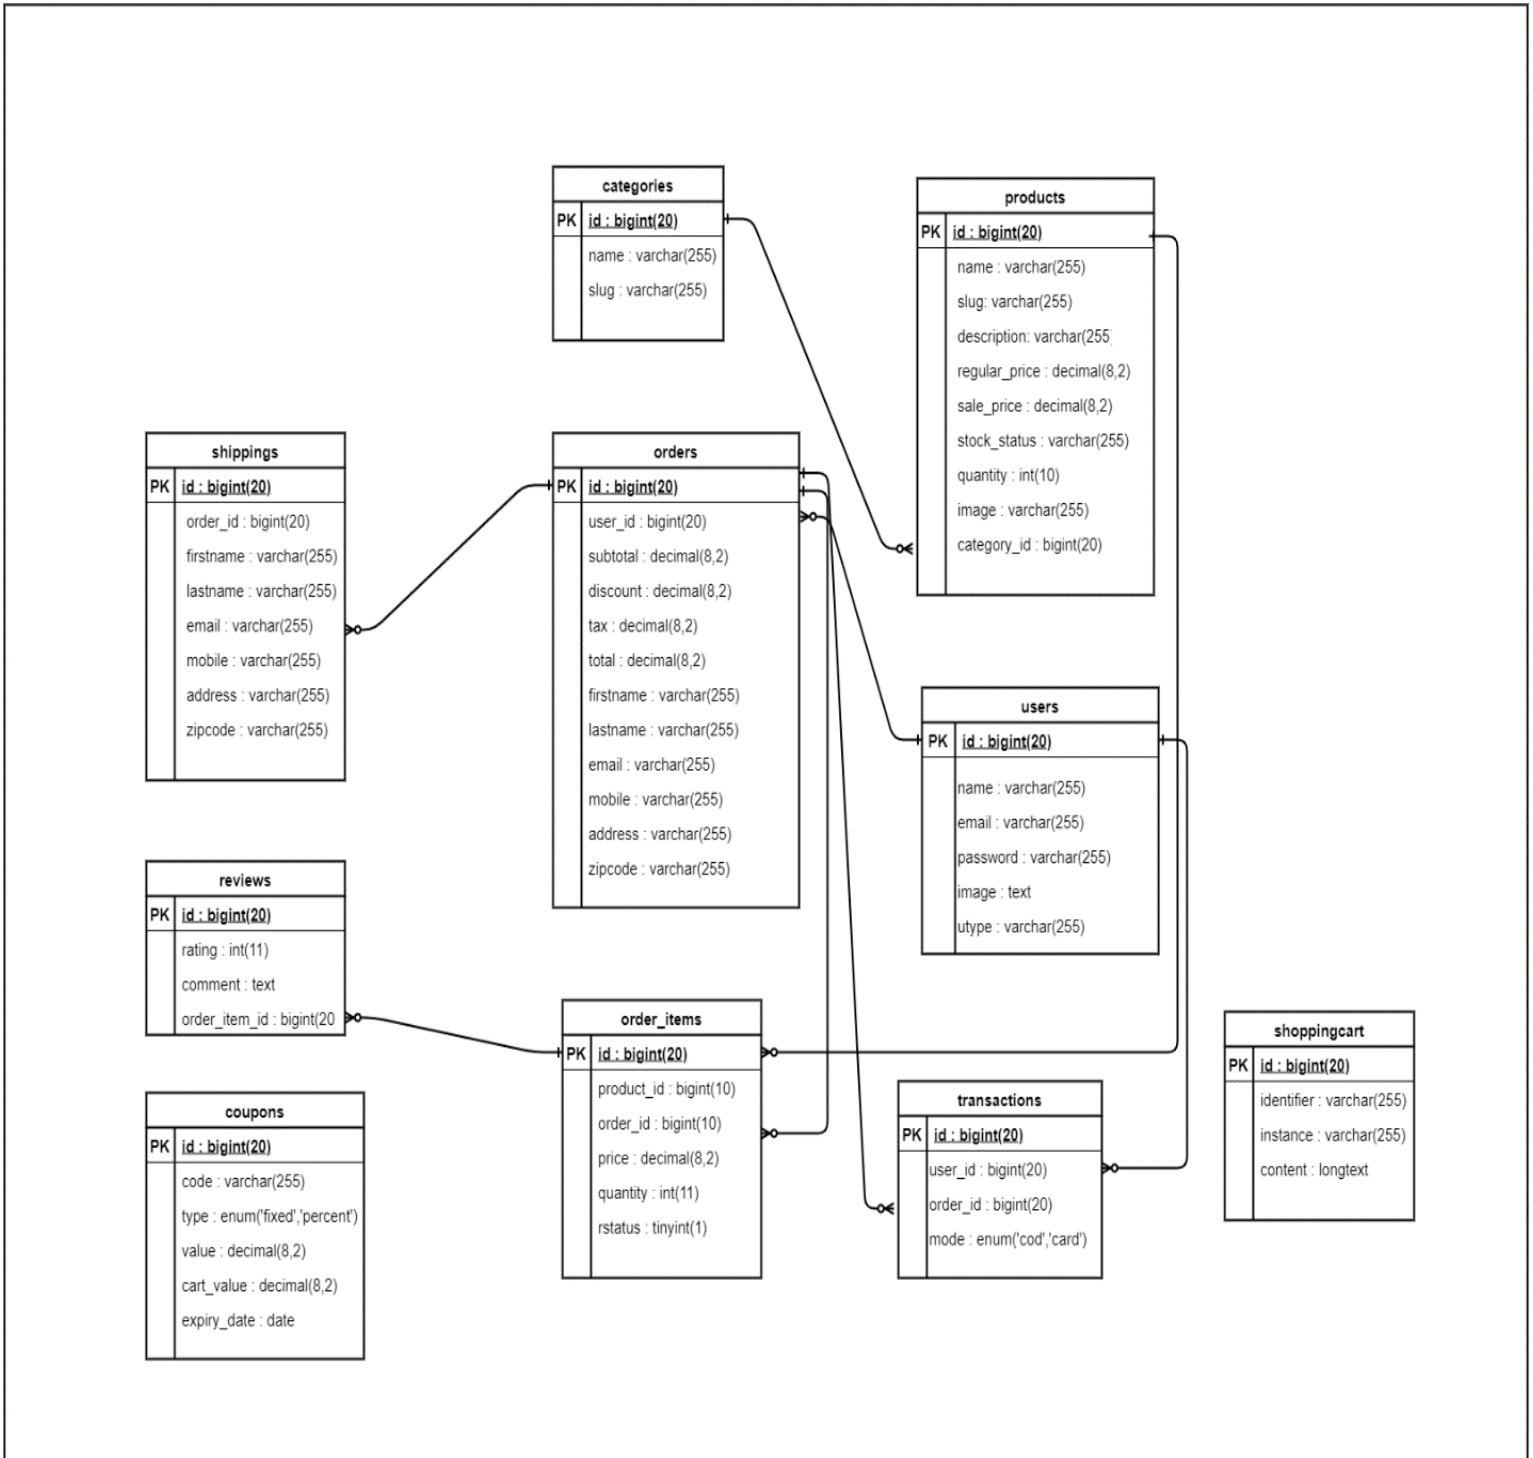 categories
PK id : bigint(20)
name : varchar(255)
slug : varchar(255)
products
PK id : bigint(20)
name : varchar(255)
slug: varchar(255)
description: varchar(255
regular_price : decimal(8,2)
sale_price : decimal(8,2)
stock_status : varchar(255)
quantity : int(10)
image : varchar(255)
category_id : bigint(20)
shippings
PK id : bigint(20)
order_id : bigint(20)
firstname : varchar(255)
lastname : varchar(255)
email : varchar(255)
mobile : varchar(255)
address : varchar(255)
zipcode : varchar(255)
orders
PK id : bigint(20)
user_id : bigint(20)
subtotal : decimal(8,2)
discount : decimal(8,2)
tax : decimal(8,2)
total : decimal(8,2)
firstname : varchar(255)
lastname : varchar(255)
email : varchar(255)
mobile : varchar(255)
address : varchar(255)
zipcode : varchar(255)
users
PK id : bigint(20)
name : varchar(255)
email : varchar(255)
password : varchar(255)
image : text
utype : varchar(255)
reviews
PK id : bigint(20)
rating : int(11)
comment : text
order_item_id : bigint(20
order_items
PK id : bigint(20)
product_id : bigint(10)
order_id : bigint(10)
price : decimal(8,2)
quantity : int(11)
rstatus : tinyint(1)
shoppingcart
PK id : bigint(20)
identifier : varchar(255)
instance : varchar(255)
content : longtext
coupons
PK id : bigint(20)
code : varchar(255)
type : enum('fixed','percent')
value : decimal(8,2)
cart_value : decimal(8,2)
expiry_date : date
transactions
PK id : bigint(20)
user_id : bigint(20)
order_id : bigint(20)
mode : enum('cod','card')